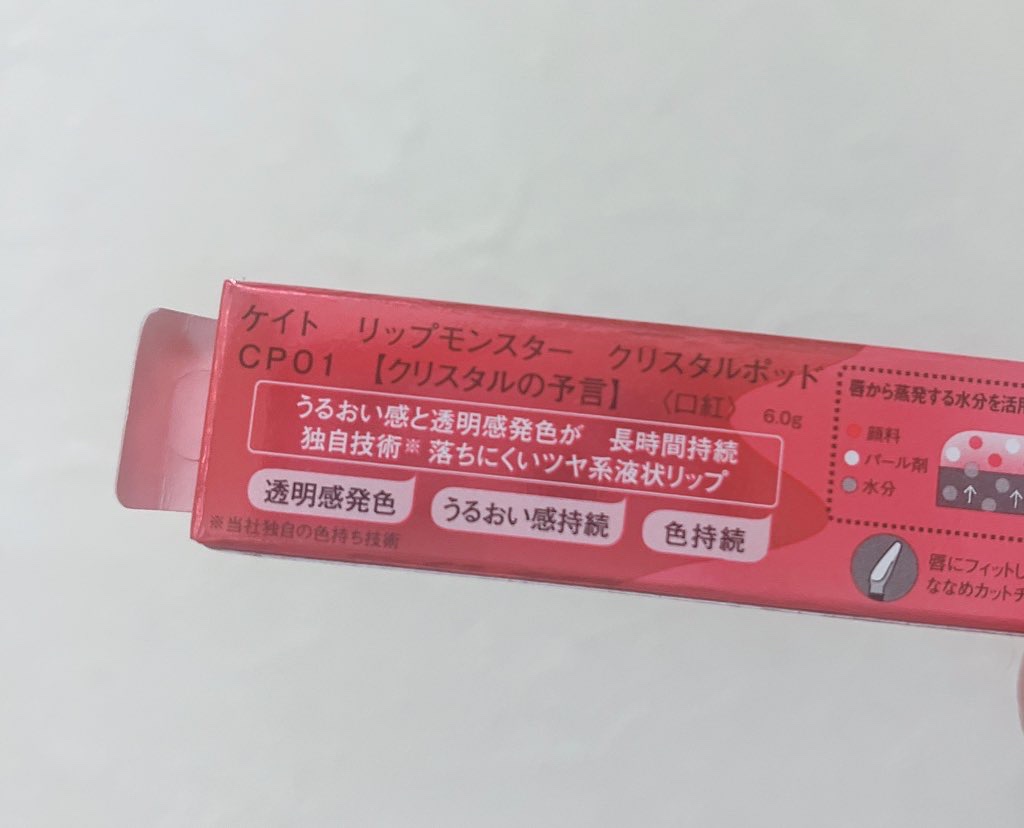 ケイト　リップモンスター　クリスタルポッド
CP01 【クリスタルの予言】 〈口紅〉 6.0g
うるおい感と透明感発色が　長時間持続
独自技術※ 落ちにくいツヤ系液状リップ
透明感発色
うるおい感持続
色持続
※当社独自の色持ち技術
唇から蒸発する水分を活用
顔料
パール剤
水分
唇にフィットし
ななめカットチ